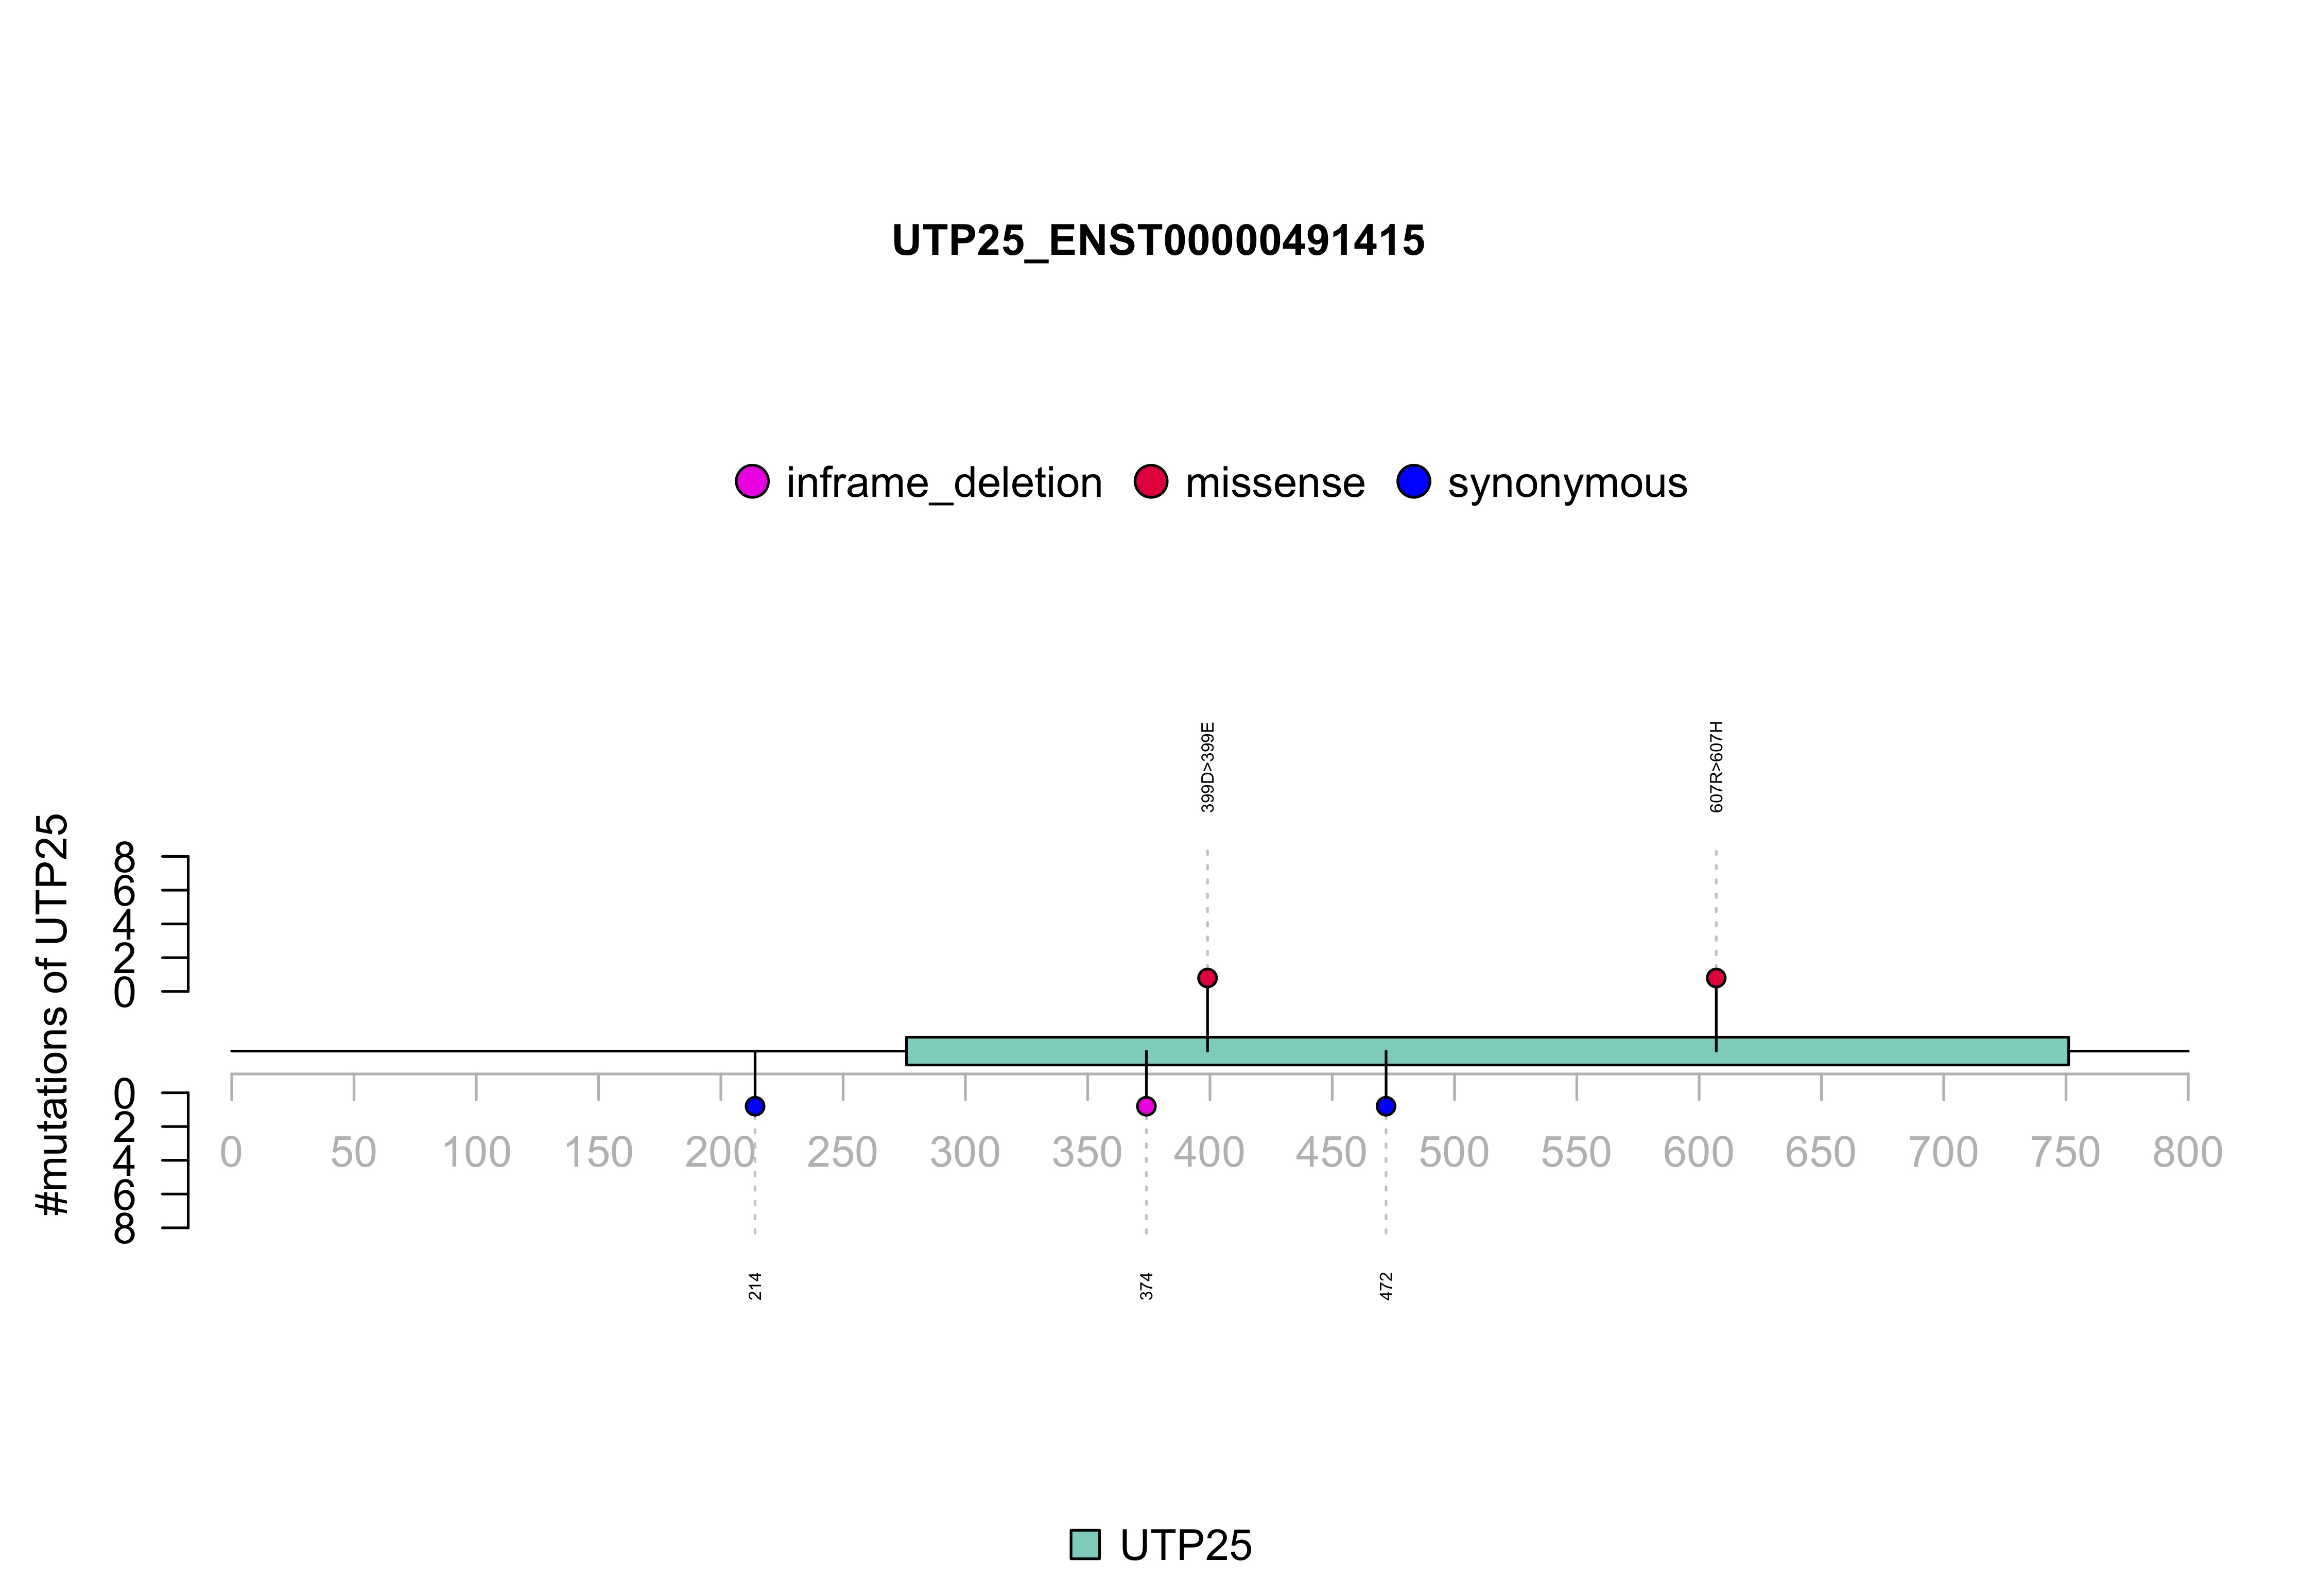 UTP25_ENST00000491415
inframe_deletion missense synonymous
399D>399E 607R>607H
#mutations of UTP25
8
6
4
2
0
0
2
4
6
8
0 50 100 150 200 250 300 350 400 450 500 550 600 650 700 750 800
214 374 472
UTP25